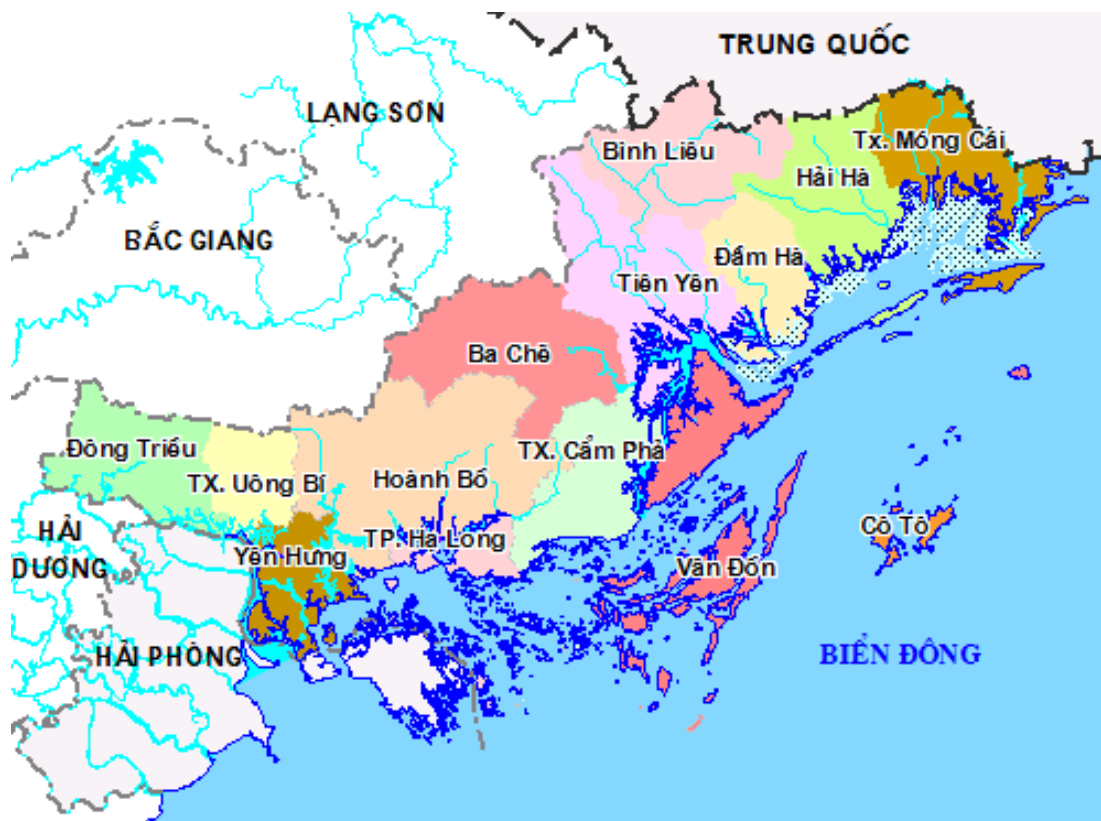 TRUNG QUỐC
LẠNG SƠN
Tx. Móng Cái
Bình Liêu
Hải Hà
BẮC GIANG
Đầm Hà
Tiên Yên
Ba Chẽ
Đông Triều
TX. Cẩm Phả
TX. Uông Bí
Hoành Bồ
HẢI
DƯƠNG
Cô Tô
TP. Hạ Long
Yên Hưng
Vân Đồn
HẢI PHÒNG
BIỂN ĐÔNG